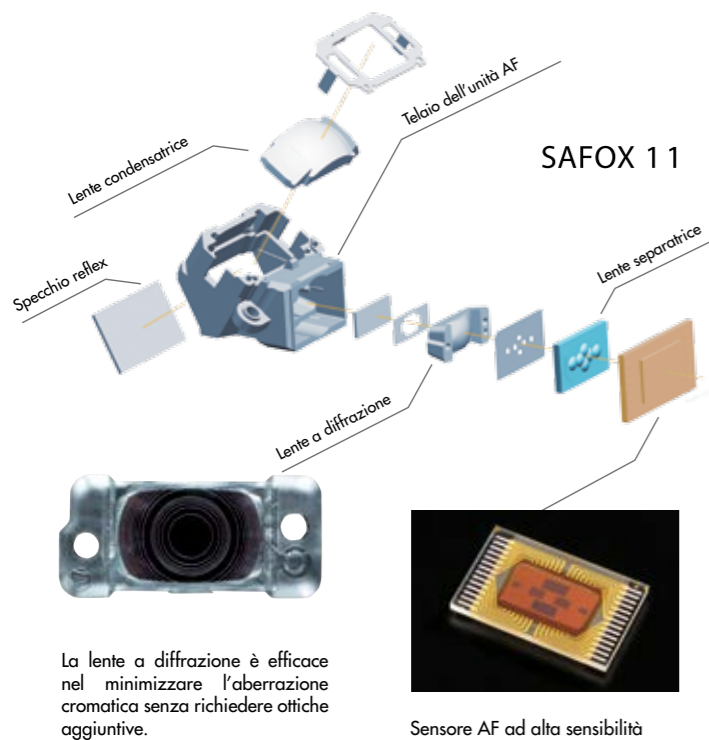 Telaio dell'unità AF
Lente condensatrice
SAFOX 11
Specchio reflex
Lente separatrice
Lente a diffrazione
La lente a diffrazione è efficace
nel minimizzare l'aberrazione
cromatica senza richiedere ottiche
aggiuntive.
Sensore AF ad alta sensibilità